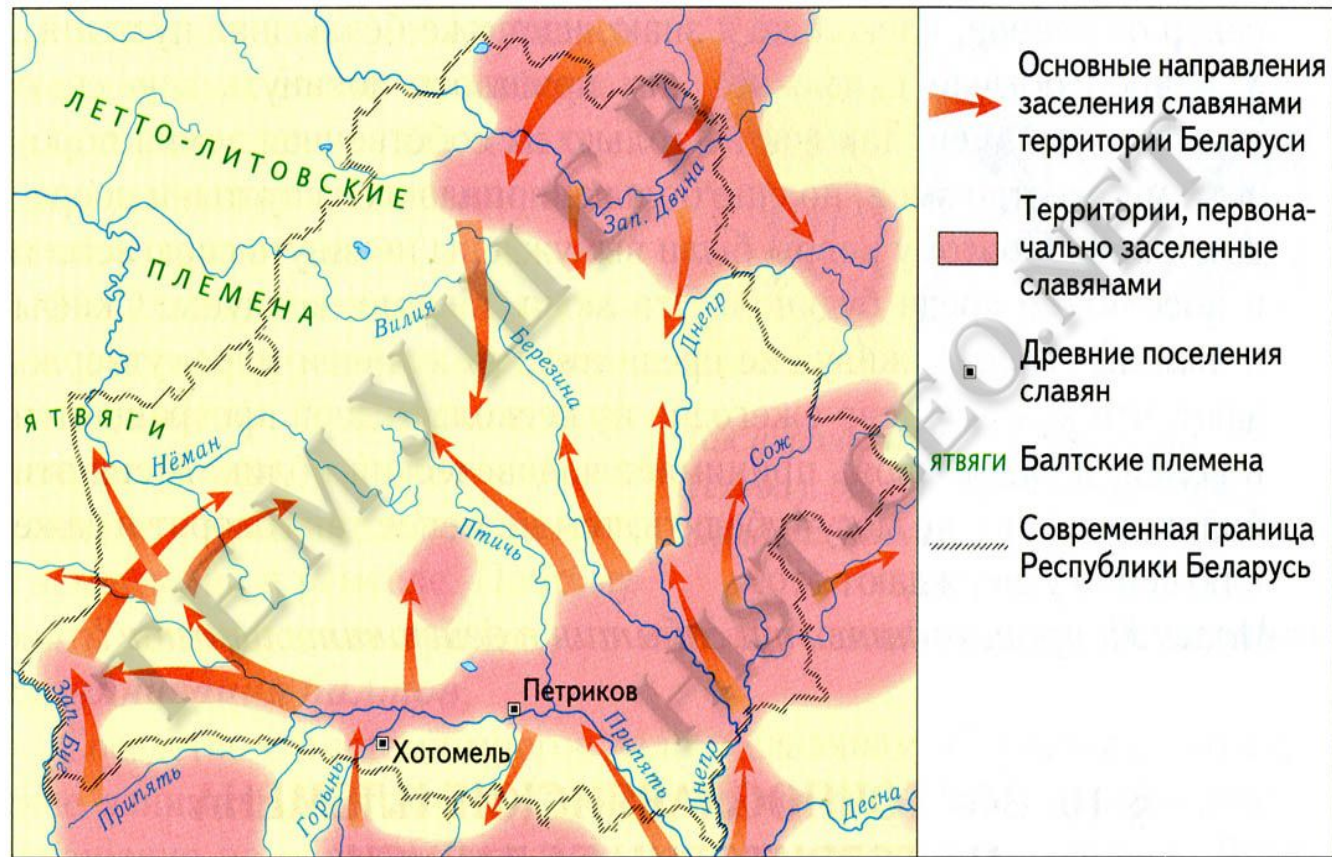 ЛЕТТО-ЛИТОВСКИЕ
ПЛЕМЕНА
ЯТВЯГИ
Зап. Двина
Вилия
Березина
Днепр
Нёман
Сож
Птичь
Петриков
Хотомель
Зап. Буг
Припять
Горынь
Припять
Днепр
Десна
Основные направления
заселения славянами
территории Беларуси
Территории, первона-
чально заселенные
славянами
Древние поселения
славян
ЯТВЯГИ Балтские племена
Современная граница
Республики Беларусь
HSTGEO.NET